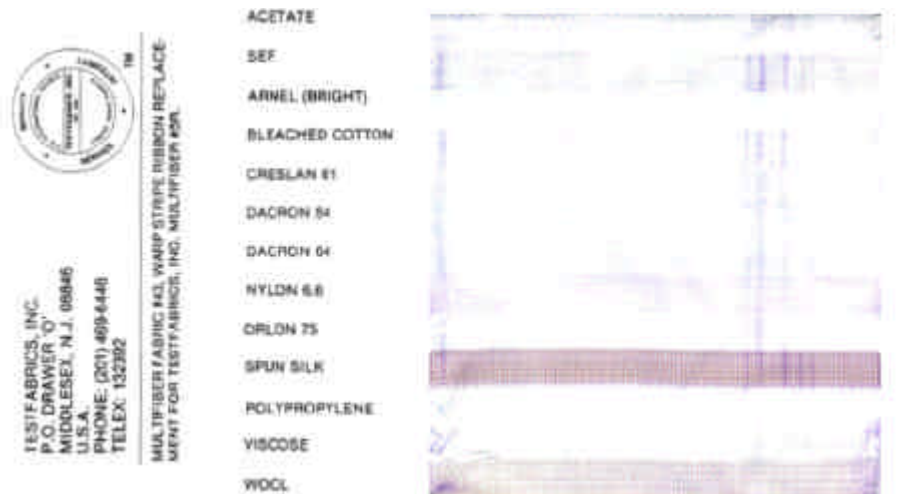 TESTFABRICS, INC.
P.O. DRAWER 'O'
MIDDLESEX, N.J. 08846
U.S.A.
PHONE: (201) 469-6446
TELEX: 132392
TM
MULTIFIBER FABRIC #43, WARP STRIPE RIBBON REPLACE-
MENT FOR TESTFABRICS, INC. MULTIFIBER #5R.
ACETATE
SEF
ARNEL (BRIGHT)
BLEACHED COTTON
CRESLAN 61
DACRON 54
DACRON 64
NYLON 6.6
ORLON 75
SPUN SILK
POLYPROPYLENE
VISCOSE
WOOL